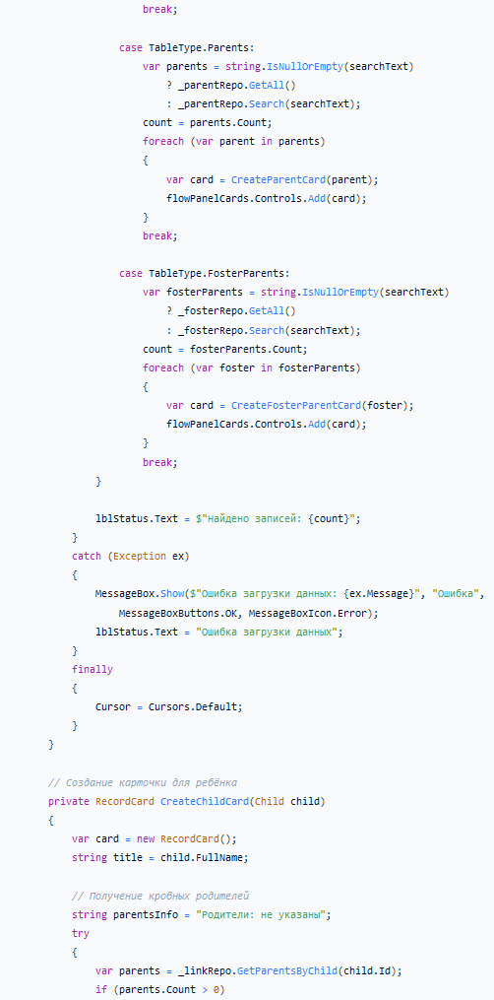 break;
case TableType.Parents:
var parents = string.IsNullOrEmpty(searchText)
? _parentRepo.GetAll()
: _parentRepo.Search(searchText);
count = parents.Count;
foreach (var parent in parents)
{
var card = CreateParentCard(parent);
flowPanelCards.Controls.Add(card);
}
break;
case TableType.FosterParents:
var fosterParents = string.IsNullOrEmpty(searchText)
? _fosterRepo.GetAll()
: _fosterRepo.Search(searchText);
count = fosterParents.Count;
foreach (var foster in fosterParents)
{
var card = CreateFosterParentCard(foster);
flowPanelCards.Controls.Add(card);
}
break;
}
lblStatus.Text = $"Найдено записей: {count}";
}
catch (Exception ex)
{
MessageBox.Show($"Ошибка загрузки данных: {ex.Message}", "Ошибка",
MessageBoxButtons.OK, MessageBoxIcon.Error);
lblStatus.Text = "Ошибка загрузки данных";
}
finally
{
Cursor = Cursors.Default;
}
}
// Создание карточки для ребёнка
private RecordCard CreateChildCard(Child child)
{
var card = new RecordCard();
string title = child.FullName;
// Получение кровных родителей
string parentsInfo = "Родители: не указаны";
try
{
var parents = _linkRepo.GetParentsByChild(child.Id);
if (parents.Count > 0)